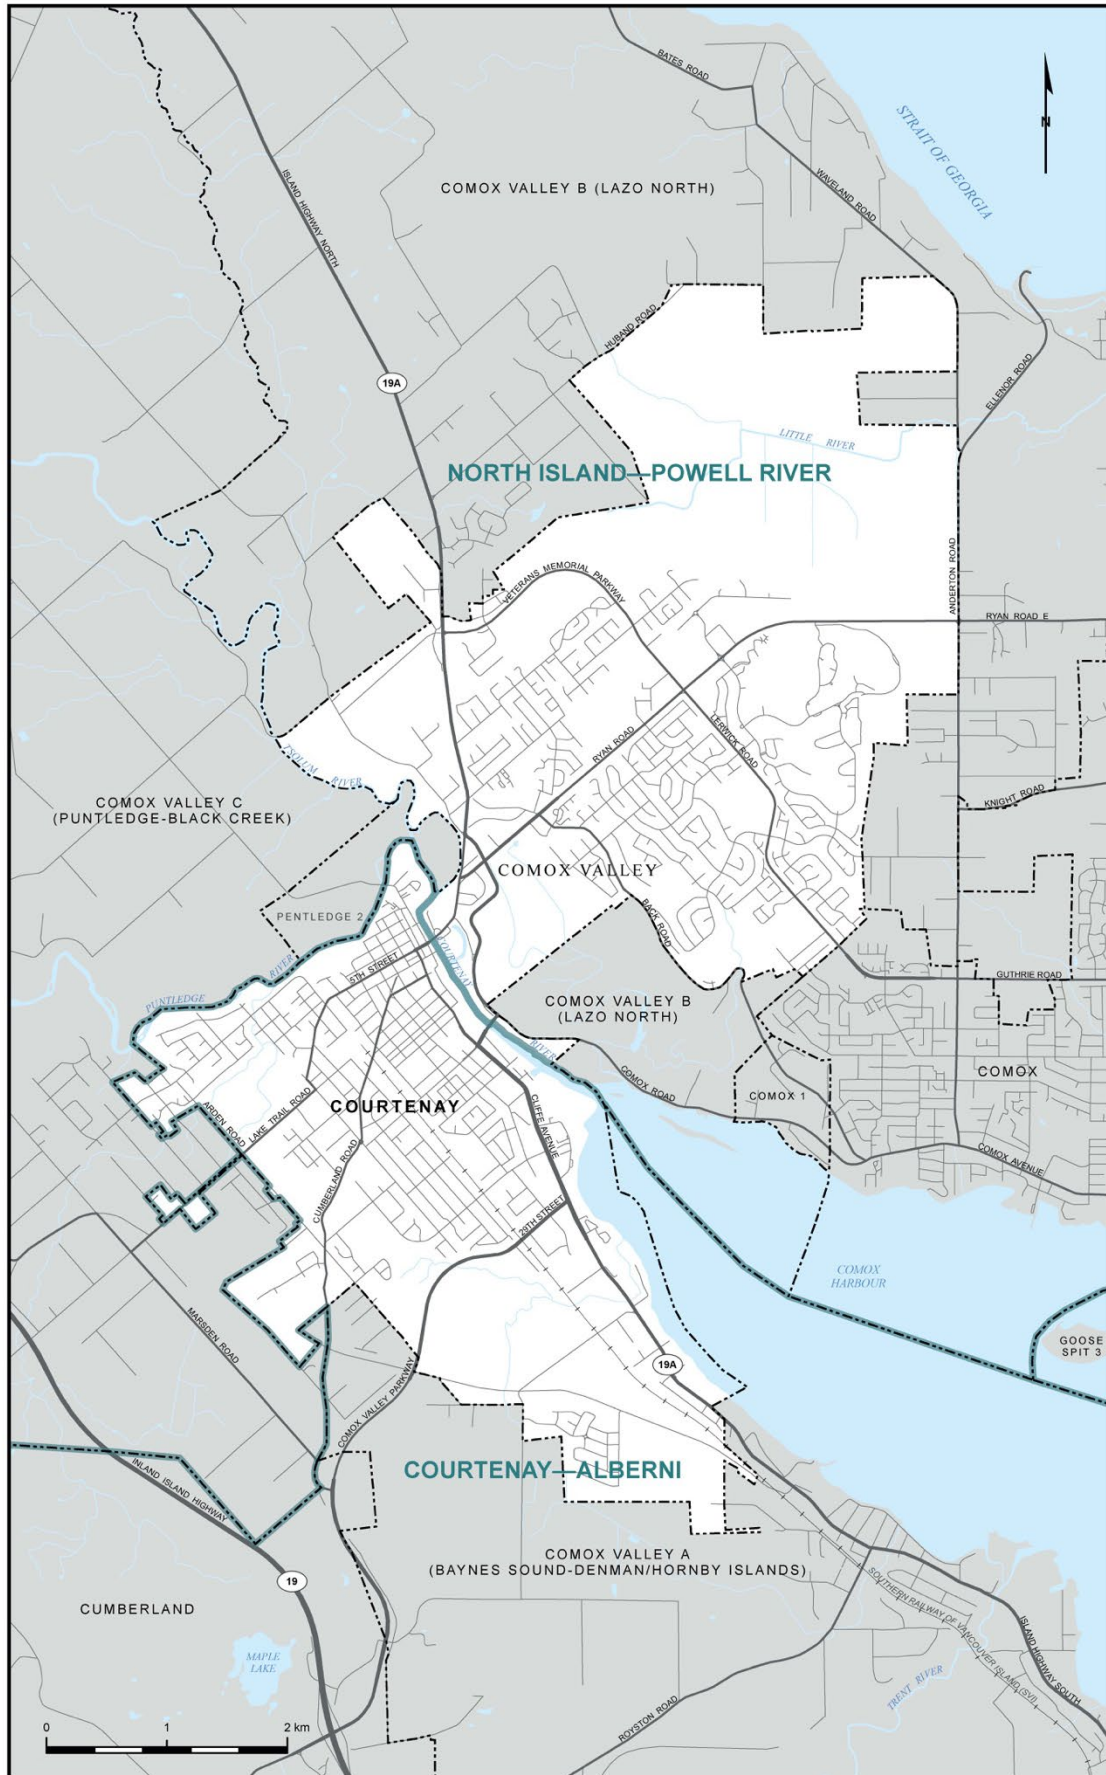 BATES ROAD
N
STRAIT OF GEORGIA
COMOX VALLEY B (LAZO NORTH)
WAVELAND ROAD
ISLAND HIGHWAY NORTH
HUBAND ROAD
ELLENOR ROAD
19A
LITTLE RIVER
NORTH ISLAND—POWELL RIVER
ANDERTON ROAD
VETERANS MEMORIAL PARKWAY
RYAN ROAD E
RYAN ROAD
LERWICK ROAD
TSOLUM RIVER
KNIGHT ROAD
COMOX VALLEY C
(PUNTLEDGE-BLACK CREEK)
COMOX VALLEY
BACK ROAD
PENTLEDGE 2
5TH STREET
COURTENAY
RIVER
GUTHRIE ROAD
PUNTLEDGE
RIVER
COMOX VALLEY B
(LAZO NORTH)
COMOX ROAD
COMOX 1
COMOX
COURTENAY
ARDEN ROAD
LAKE TRAIL ROAD
CLIFFE AVENUE
COMOX AVENUE
CUMBERLAND ROAD
29TH STREET
COMOX
HARBOUR
MARSDEN ROAD
GOOSE
SPIT 3
19A
COMOX VALLEY PARKWAY
COURTENAY—ALBERNI
INLAND ISLAND HIGHWAY
COMOX VALLEY A
(BAYNES SOUND-DENMAN/HORNBY ISLANDS)
19
CUMBERLAND
SOUTHERN RAILWAY OF VANCOUVER ISLAND (SVI)
ISLAND HIGHWAY SOUTH
MAPLE
LAKE
TRENT RIVER
ROYSTON ROAD
0 1 2 km